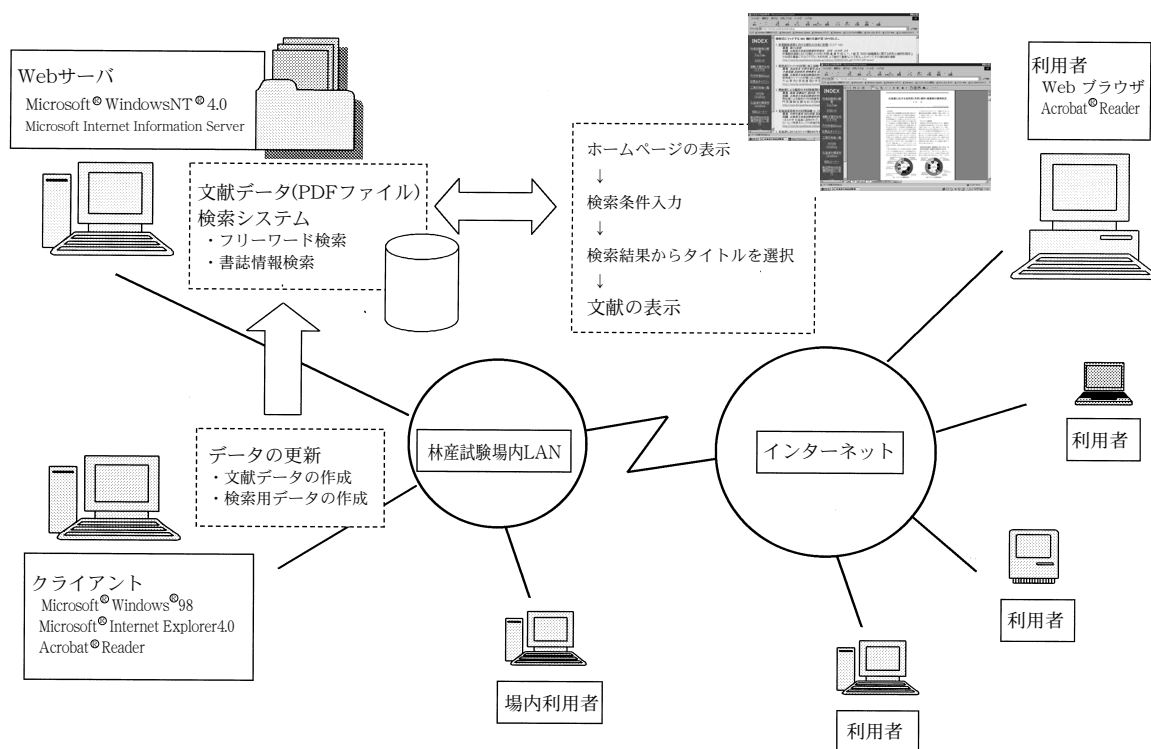 Webサーバ
Microsoft® WindowsNT® 4.0
Microsoft Internet Information Server
文献データ(PDFファイル)
検索システム
・フリーワード検索
・書誌情報検索
INDEX
INDEX
ホームページの表示
↓
検索条件入力
↓
検索結果からタイトルを選択
↓
文献の表示
利用者
Web ブラウザ
Acrobat® Reader
データの更新
・文献データの作成
・検索用データの作成
林産試験場内LAN
インターネット
利用者
クライアント
Microsoft® Windows®98
Microsoft® Internet Explorer4.0
Acrobat® Reader
利用者
場内利用者
利用者